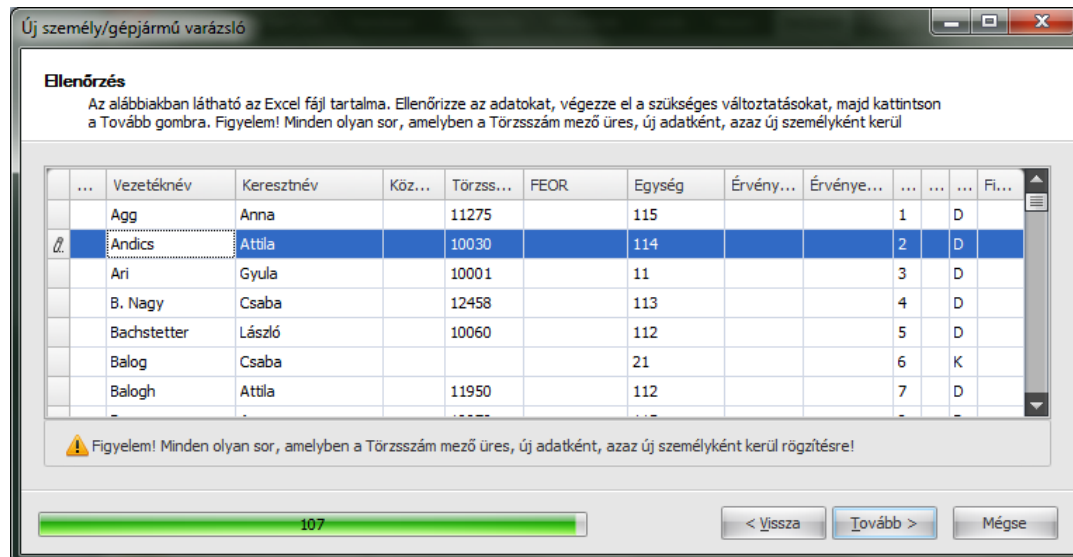 Új személy/gépjármű varázsló
Ellenőrzés
Az alábbiakban látható az Excel fájl tartalma. Ellenőrizze az adatokat, végezze el a szükséges változtatásokat, majd kattintson
a Tovább gombra. Figyelem! Minden olyan sor, amelyben a Törzsszám mező üres, új adatként, azaz új személyként kerül
... Vezetéknév Keresztnév Köz... Törzss... FEOR Egység Érvény... Érvénye... ... ... ... Fi...
Agg Anna 11275 115 1 D
Andics Attila 10030 114 2 D
Ari Gyula 10001 11 3 D
B. Nagy Csaba 12458 113 4 D
Bachstetter László 10060 112 5 D
Balog Csaba 21 6 K
Balogh Attila 11950 112 7 D
Figyelem! Minden olyan sor, amelyben a Törzsszám mező üres, új adatként, azaz új személyként kerül rögzítésre!
107 < Vissza Tovább > Mégse